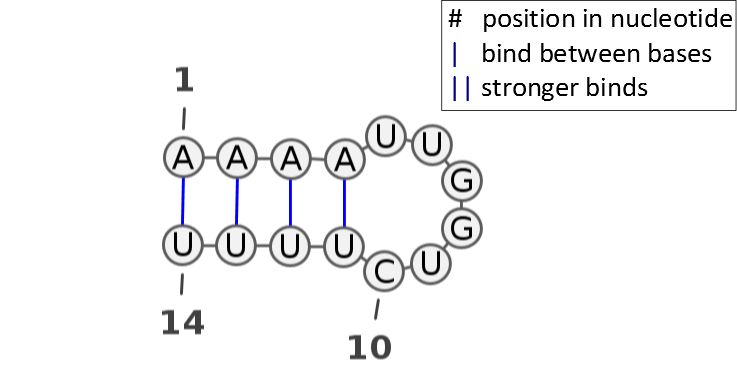 # position in nucleotide
| bind between bases
|| stronger binds
1
A A A A U U
G
G
U U U U C U
14
10